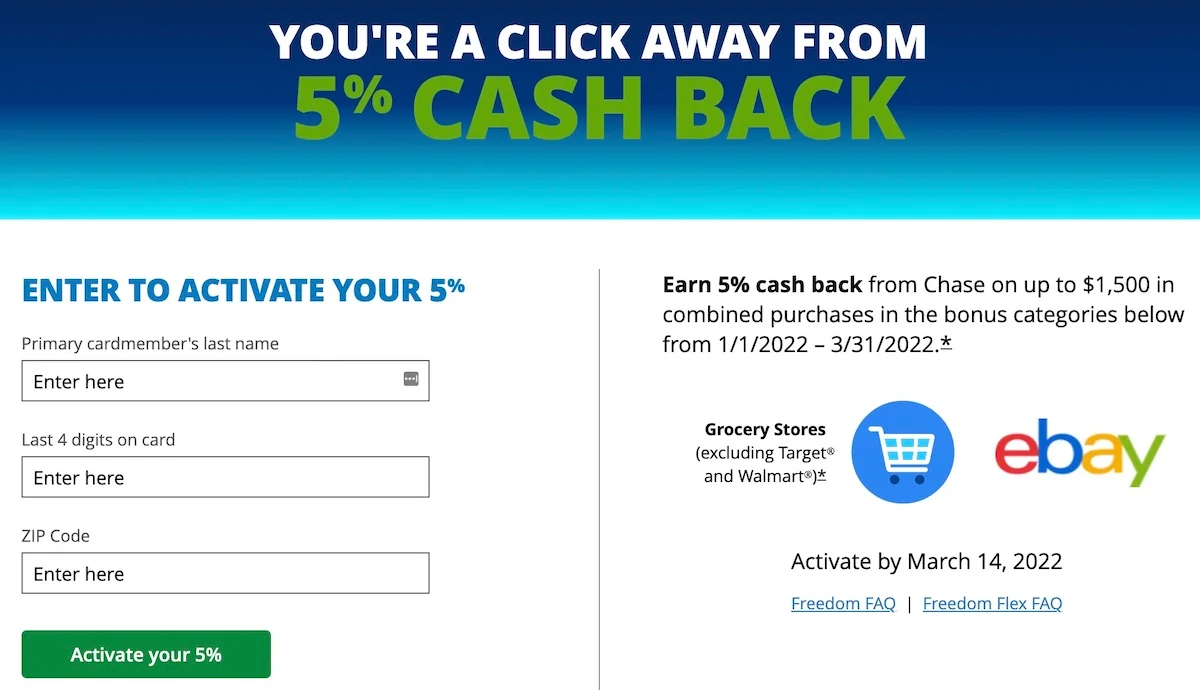 YOU'RE A CLICK AWAY FROM
5% CASH BACK
ENTER TO ACTIVATE YOUR 5%
Primary cardmember's last name
Enter here
Last 4 digits on card
Enter here
ZIP Code
Enter here
Activate your 5%
Earn 5% cash back from Chase on up to $1,500 in
combined purchases in the bonus categories below
from 1/1/2022 – 3/31/2022.*
Grocery Stores
(excluding Target®
and Walmart®)*
ebay
Activate by March 14, 2022
Freedom FAQ | Freedom Flex FAQ